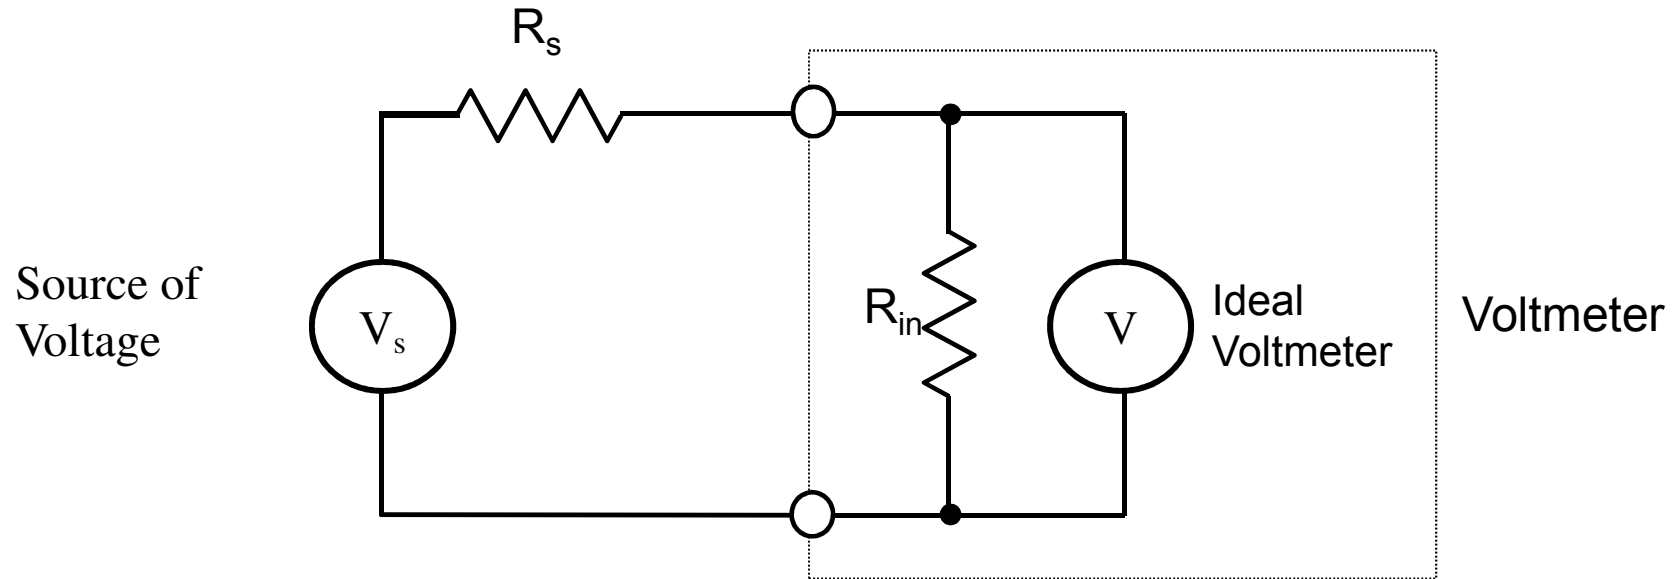 Rs
Source of
Voltage
Vs
Rin
V
Ideal
Voltmeter
Voltmeter